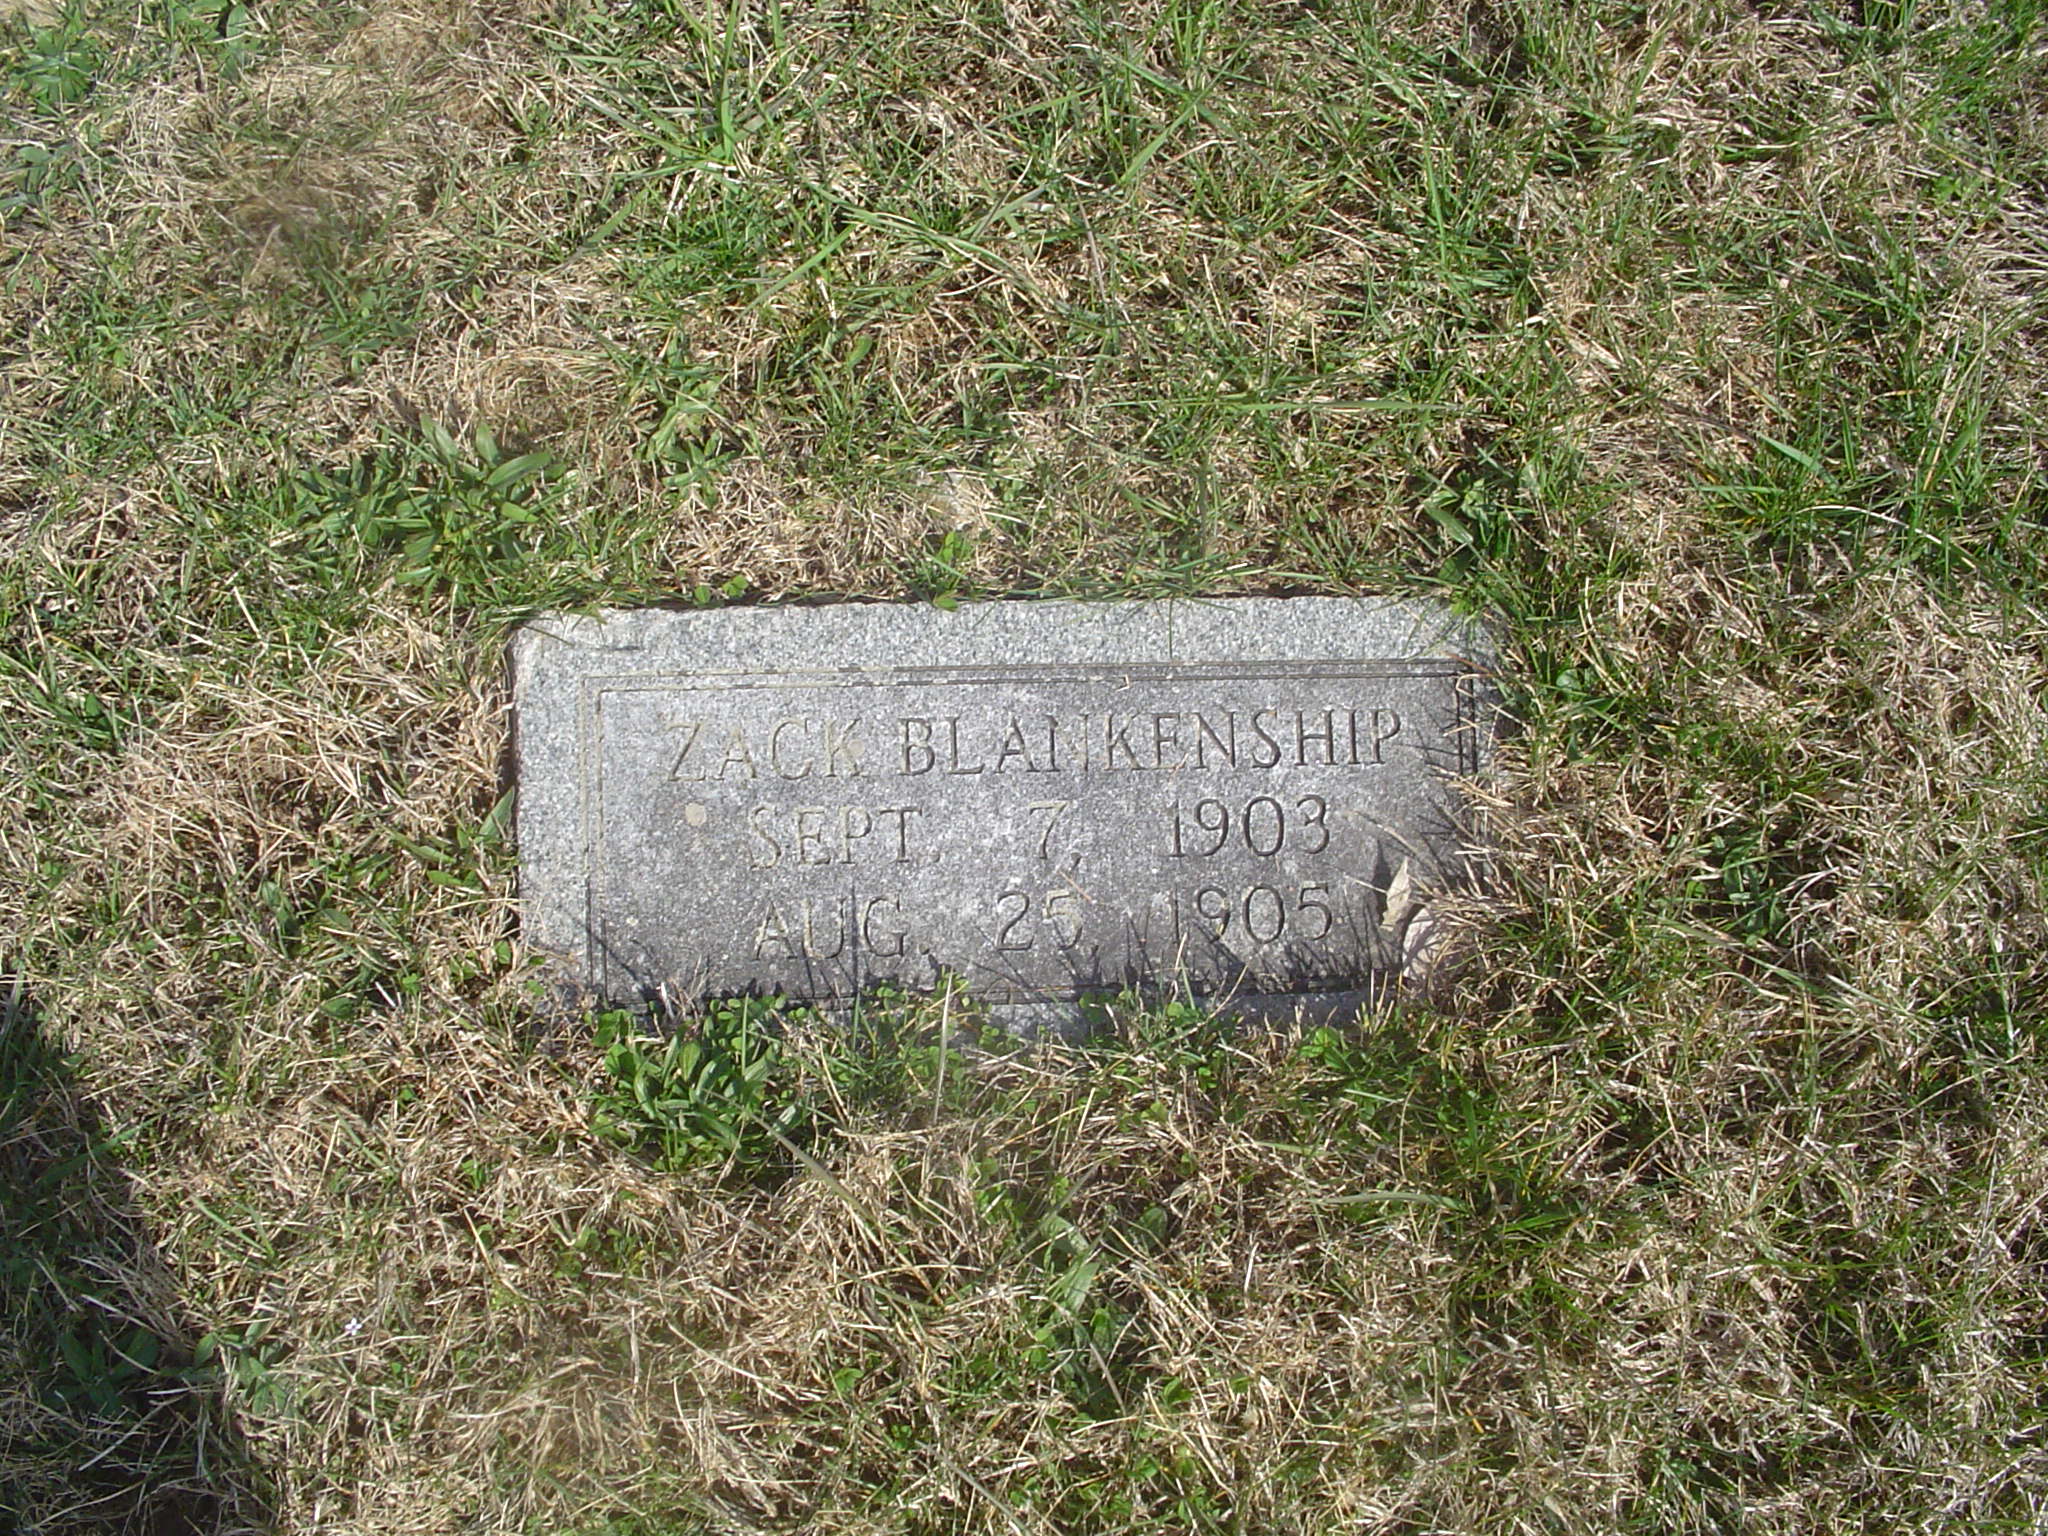 ZACK BLANKENSHIP
SEPT. 7, 1903
AUG. 25, 1905